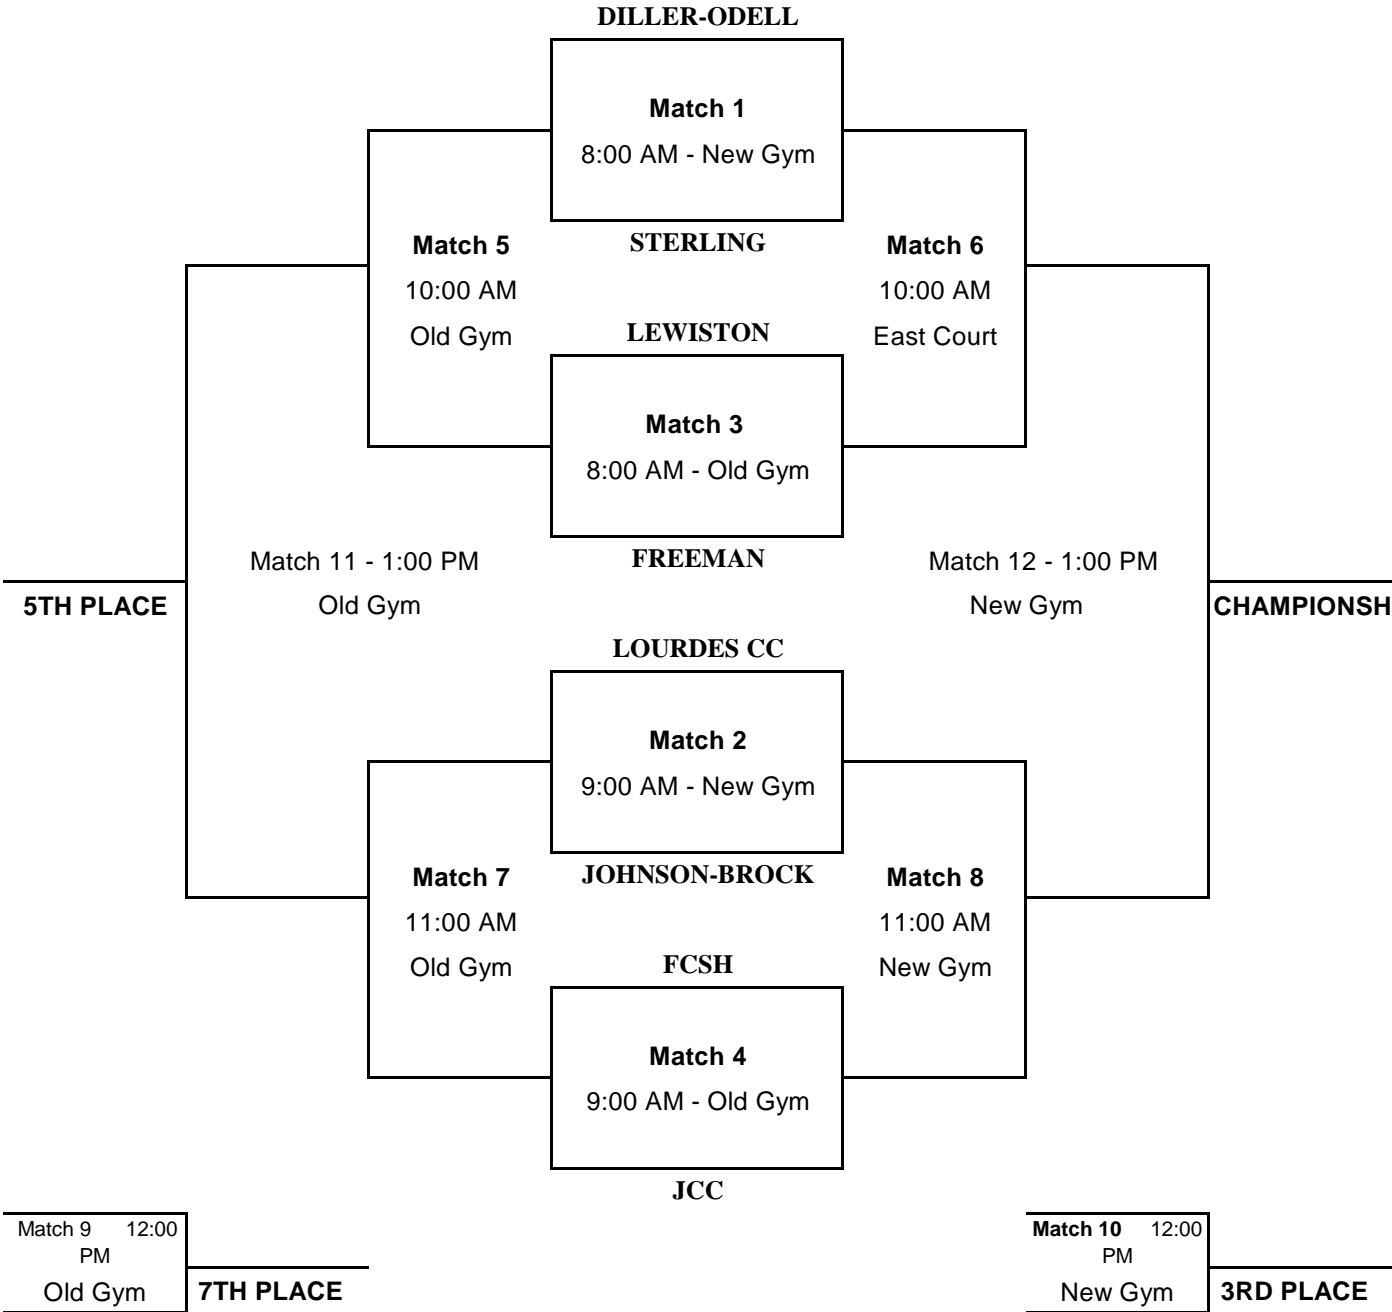 DILLER-ODELL
Match 1
8:00 AM - New Gym
STERLING
Match 5
10:00 AM
Old Gym
Match 6
10:00 AM
East Court
LEWISTON
Match 3
8:00 AM - Old Gym
FREEMAN
Match 11 - 1:00 PM
Old Gym
5TH PLACE
Match 12 - 1:00 PM
New Gym
CHAMPIONSH
LOURDES CC
Match 2
9:00 AM - New Gym
JOHNSON-BROCK
Match 7
11:00 AM
Old Gym
Match 8
11:00 AM
New Gym
FCSH
Match 4
9:00 AM - Old Gym
JCC
Match 9 12:00
PM
Old Gym
7TH PLACE
Match 10 12:00
PM
New Gym
3RD PLACE